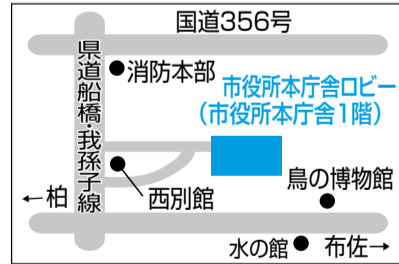 国道356号
県道船橋・我孫子線
消防本部
市役所本庁舎ロビー
（市役所本庁舎1階）
西別館
鳥の博物館
←柏
水の館
布佐→